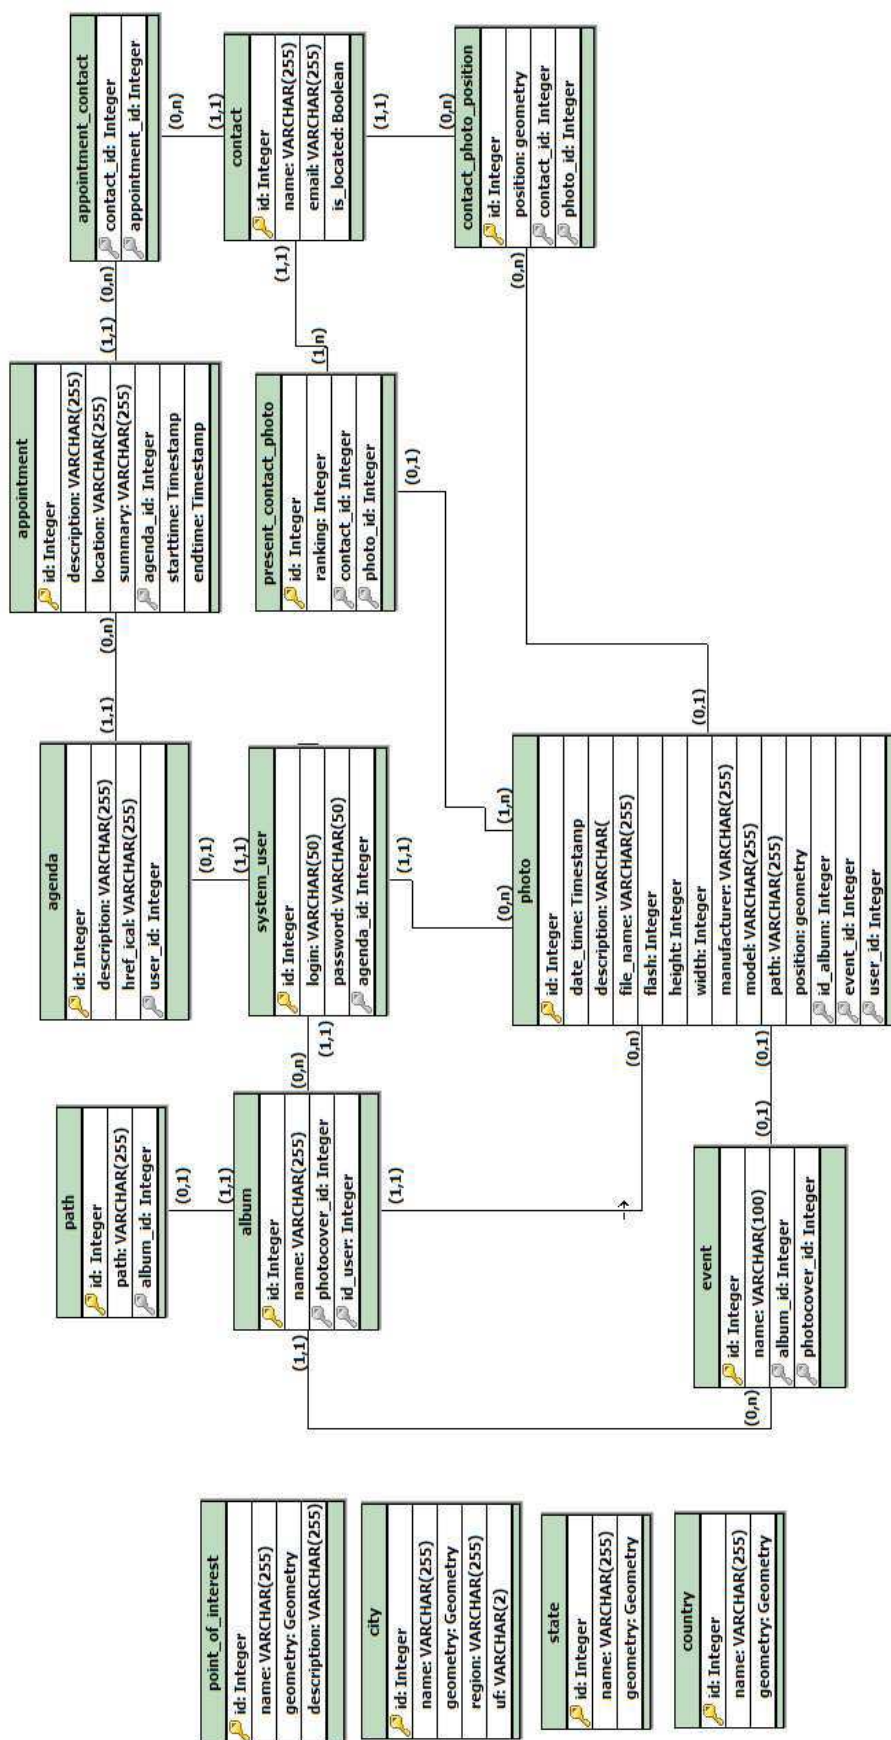 point_of_interest
id: Integer
name: VARCHAR(255)
geometry: Geometry
description: VARCHAR(255)
city
id: Integer
name: VARCHAR(255)
geometry: Geometry
region: VARCHAR(255)
uf: VARCHAR(2)
state
id: Integer
name: VARCHAR(255)
geometry: Geometry
country
id: Integer
name: VARCHAR(255)
geometry: Geometry
path
id: Integer
path: VARCHAR(255)
album_id: Integer
(0,1)
(1,1)
album
id: Integer
name: VARCHAR(255)
photocover_id: Integer
id_user: Integer
(1,1)
(1,1)
(0,n)
(1,1)
(0,n)
event
id: Integer
name: VARCHAR(100)
album_id: Integer
photocover_id: Integer
(0,n)
(0,1)
(0,1)
agenda
id: Integer
description: VARCHAR(255)
href_ical: VARCHAR(255)
user_id: Integer
(0,1)
(1,1)
(1,1)
(0,n)
system_user
id: Integer
login: VARCHAR(50)
password: VARCHAR(50)
agenda_id: Integer
(1,1)
(0,n)
photo
id: Integer
date_time: Timestamp
description: VARCHAR(
file_name: VARCHAR(255)
flash: Integer
height: Integer
width: Integer
manufacturer: VARCHAR(255)
model: VARCHAR(255)
path: VARCHAR(255)
position: geometry
id_album: Integer
event_id: Integer
user_id: Integer
(1,n)
(0,1)
(0,1)
appointment
id: Integer
description: VARCHAR(255)
location: VARCHAR(255)
summary: VARCHAR(255)
agenda_id: Integer
starttime: Timestamp
endtime: Timestamp
(1,1)
(0,n)
present_contact_photo
id: Integer
ranking: Integer
contact_id: Integer
photo_id: Integer
(1,n)
(1,1)
appointment_contact
contact_id: Integer
appointment_id: Integer
(0,n)
(1,1)
contact
id: Integer
name: VARCHAR(255)
email: VARCHAR(255)
is_located: Boolean
(1,1)
(0,n)
contact_photo_position
id: Integer
position: geometry
contact_id: Integer
photo_id: Integer
(0,n)